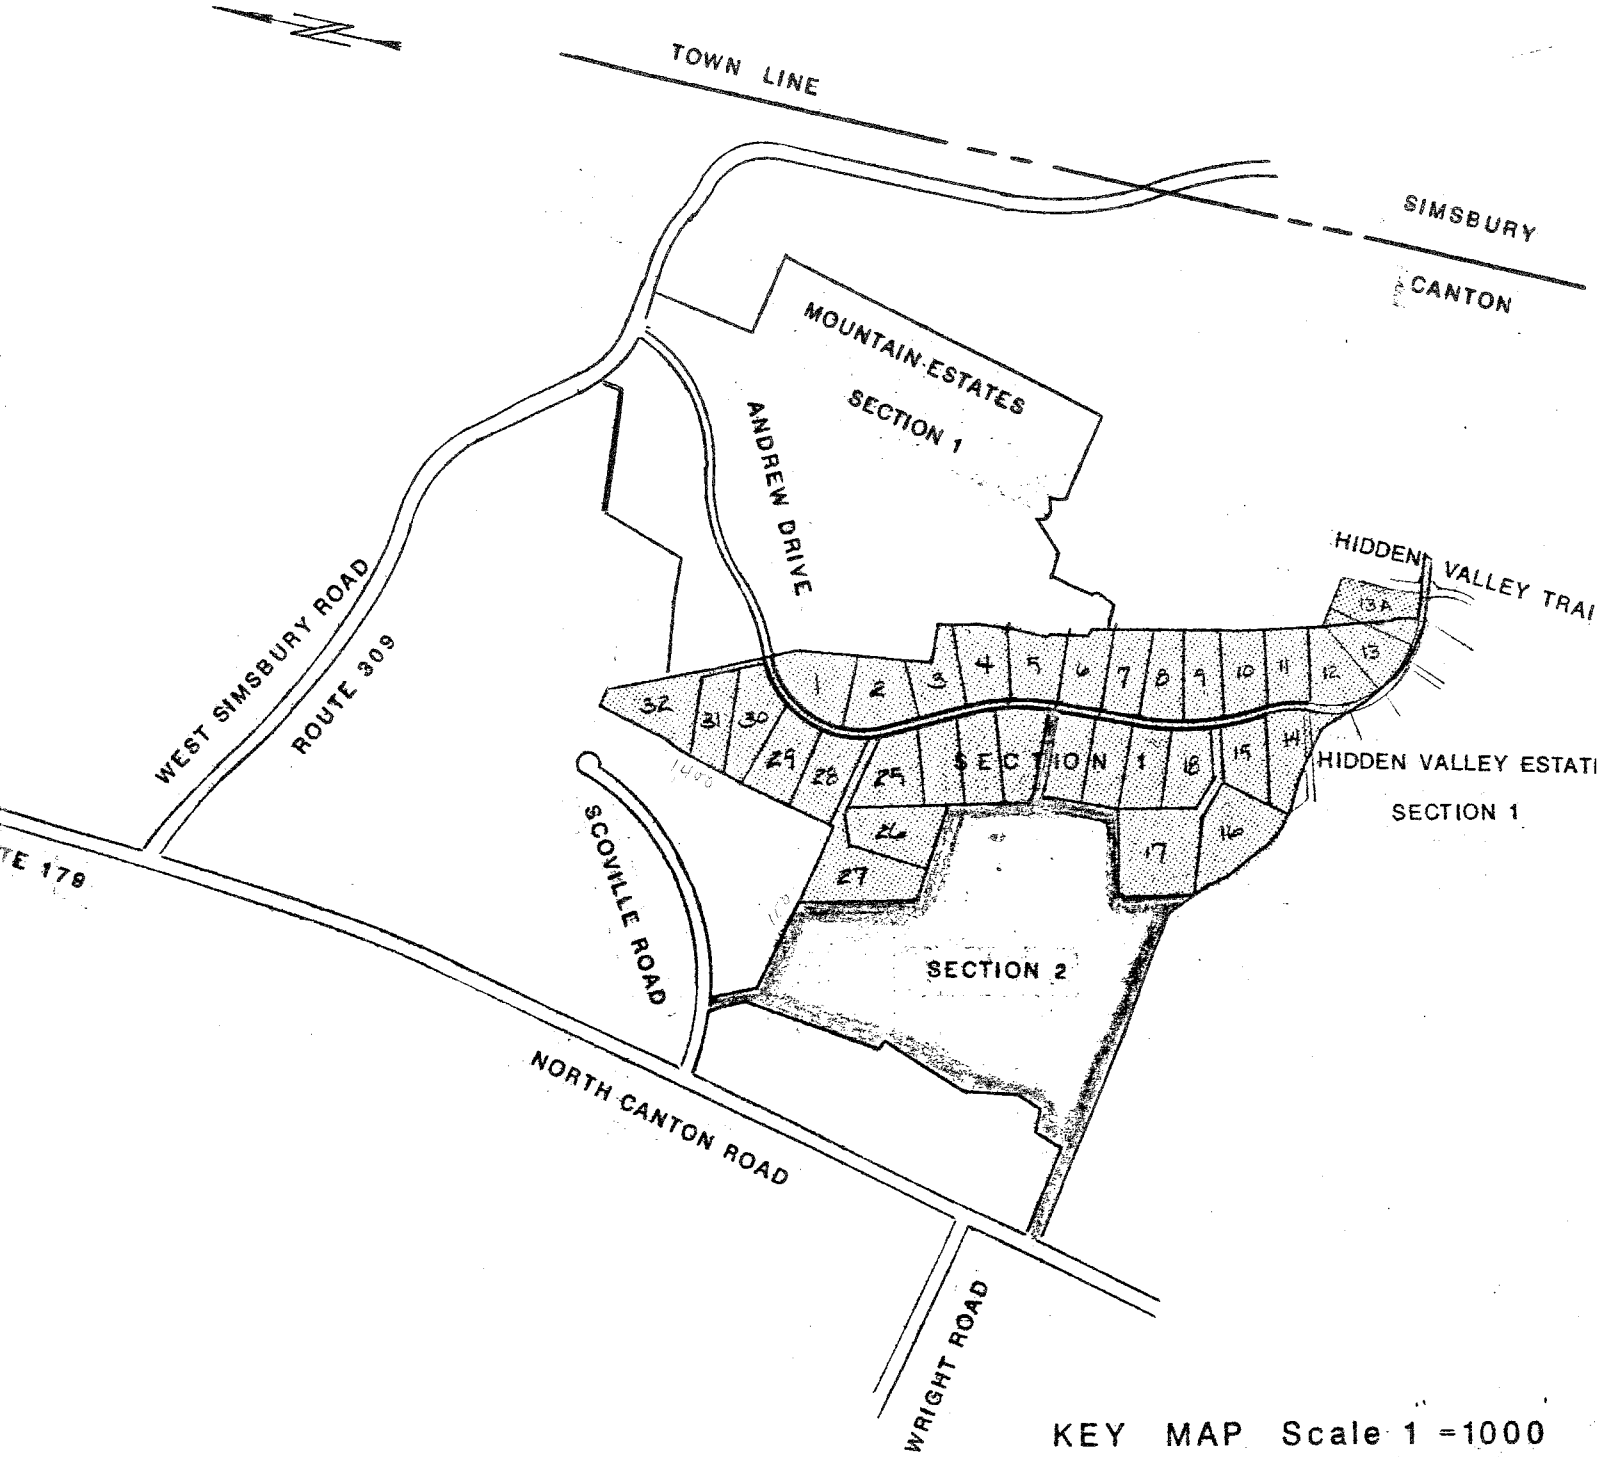 TOWN LINE
SIMSBURY
CANTON
MOUNTAIN ESTATES
SECTION 1
ANDREW DRIVE
HIDDEN VALLEY TRAI
13A
WEST SIMSBURY ROAD
ROUTE 309
32
31
30
29
28
1
2
3
4
5
6
7
8
9
10
11
12
13
25
SECTION 1
18
15
14
HIDDEN VALLEY ESTATI
SECTION 1
26
27
17
16
SCOVILLE ROAD
TE 179
SECTION 2
NORTH CANTON ROAD
WRIGHT ROAD
KEY MAP Scale 1 =1000